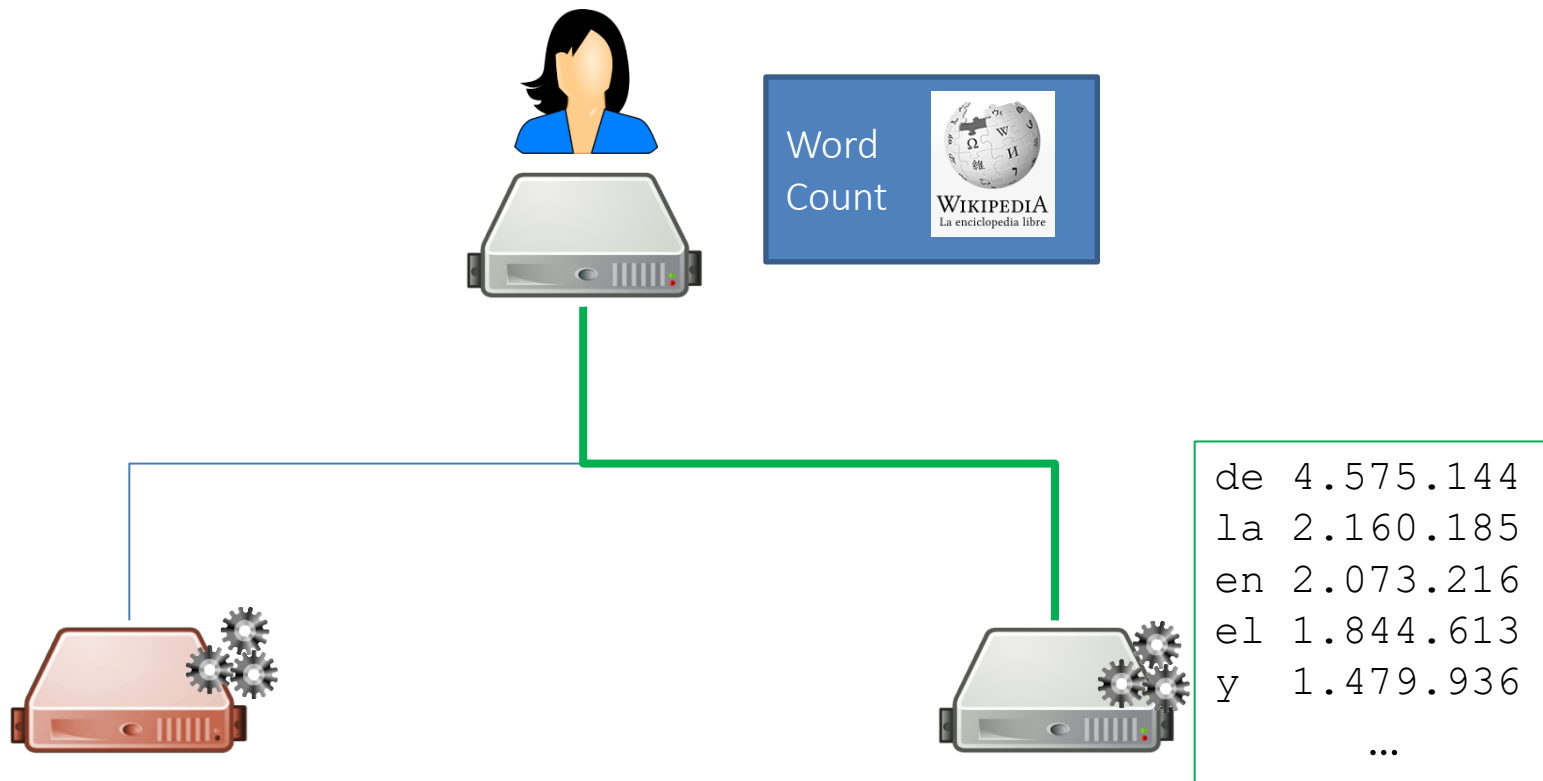 Word
Count
WIKIPEDIA
La enciclopedia libre
de 4.575.144
la 2.160.185
en 2.073.216
el 1.844.613
y 1.479.936
…